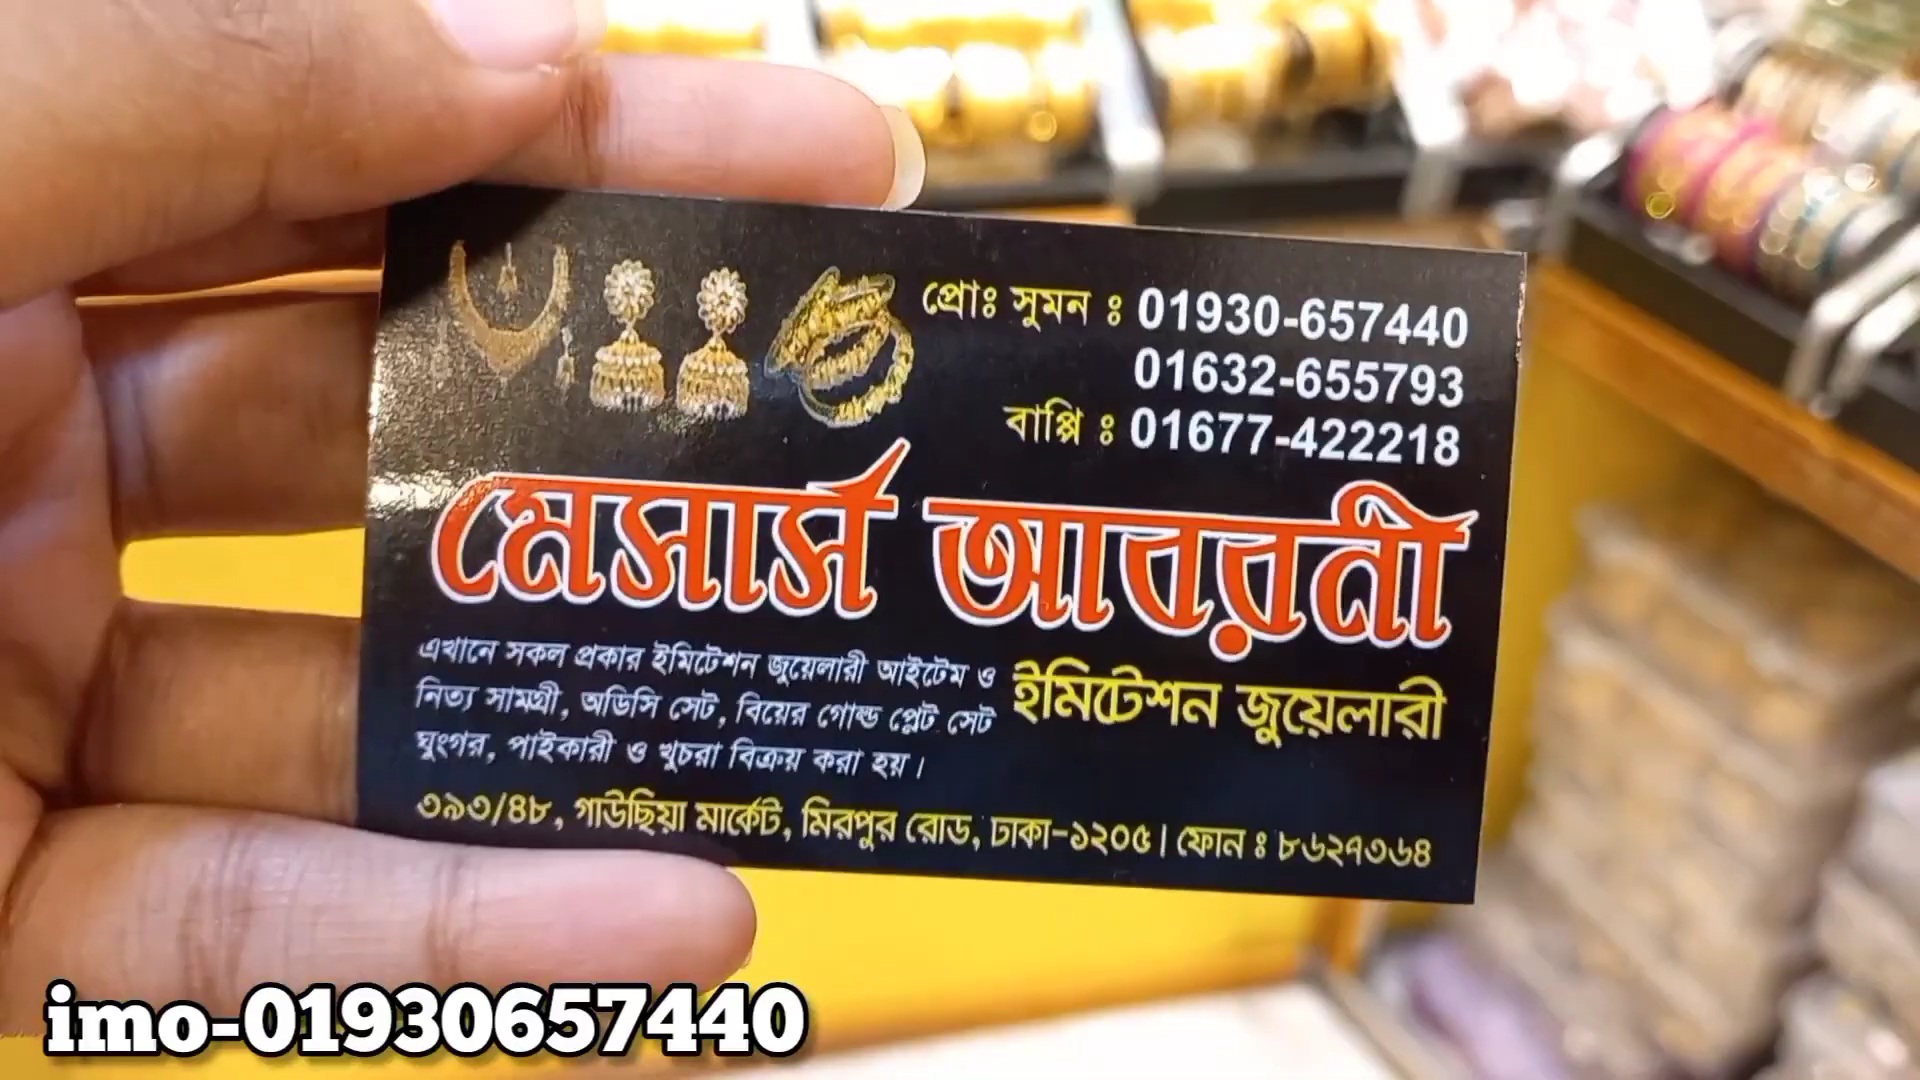 প্রোঃ সুমন : 01930-657440
01632-655793
বাপ্পি : 01677-422218
মেসার্স আবরনী
ইমিটেশন জুয়েলারী
এখানে সকল প্রকার ইমিটেশন জুয়েলারী আইটেম ও
নিত্য সামগ্রী, অডিসি সেট, বিয়ের গোল্ড প্লেট সেট
ঘুংগর, পাইকারী ও খুচরা বিক্রয় করা হয়।
৩৯৩/৪৮, গাউছিয়া মার্কেট, মিরপুর রোড, ঢাকা-১২০৫। ফোন : ৮৬২৭৩৬৪
imo-01930657440